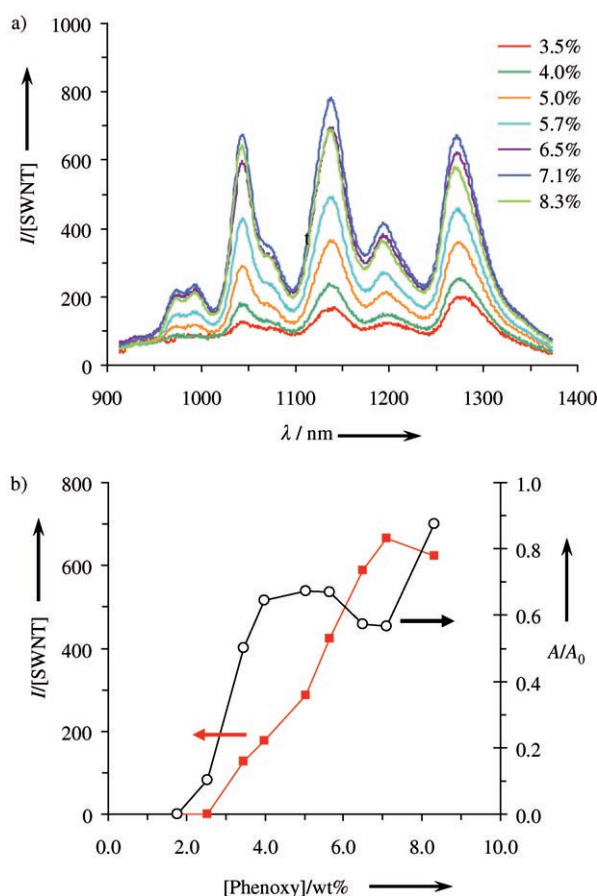 a)
1000
800
600
400
200
0
I/[SWNT]
900 1000 1100 1200 1300 1400
λ / nm
3.5%
4.0%
5.0%
5.7%
6.5%
7.1%
8.3%
t
b)
800
600
400
200
0
I/[SWNT]
1.0
0.8
0.6
0.4
0.2
0.0
A/A0
0.0 2.0 4.0 6.0 8.0 10.0
[Phenoxy]/wt%